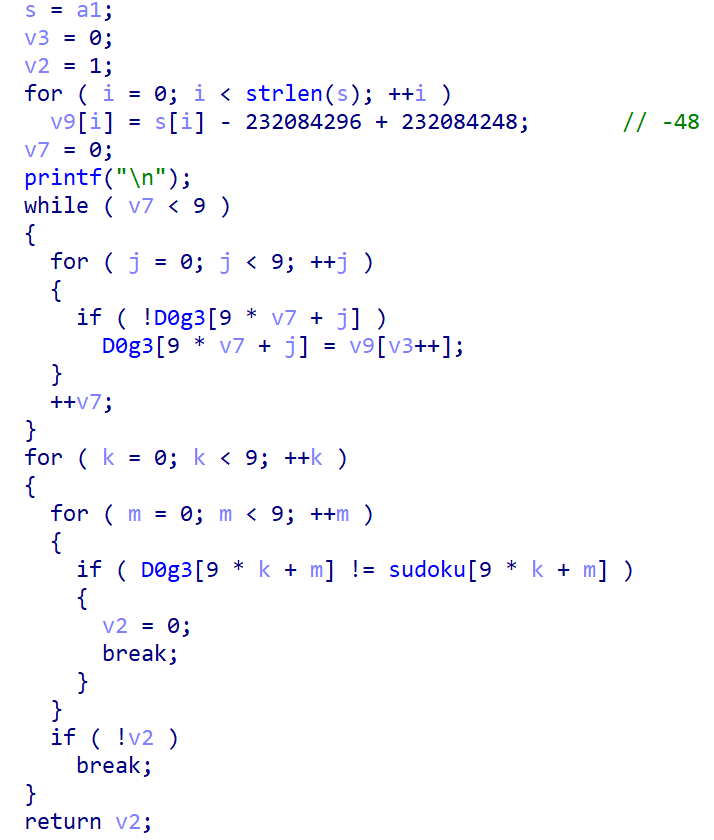 s = a1;
v3 = 0;
v2 = 1;
for ( i = 0; i < strlen(s); ++i )
  v9[i] = s[i] - 232084296 + 232084248;       // -48
v7 = 0;
printf("\n");
while ( v7 < 9 )
{
  for ( j = 0; j < 9; ++j )
  {
    if ( !D0g3[9 * v7 + j] )
      D0g3[9 * v7 + j] = v9[v3++];
  }
  ++v7;
}
for ( k = 0; k < 9; ++k )
{
  for ( m = 0; m < 9; ++m )
  {
    if ( D0g3[9 * k + m] != sudoku[9 * k + m] )
    {
      v2 = 0;
      break;
    }
  }
  if ( !v2 )
    break;
}
return v2;